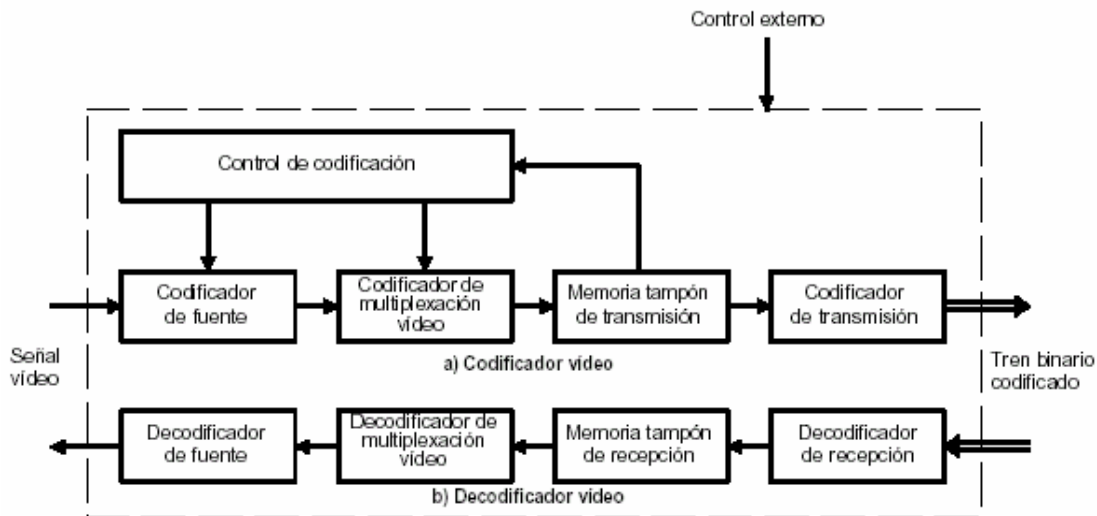 Control externo
Control de codificación
Codificador
de fuente
Codificador de
multiplexación
vídeo
Memoria tampón
de transmisión
Codificador
de transmisión
Señal
vídeo
a) Codificador vídeo
Tren binario
codificado
Decodificador
de fuente
Decodificador de
multiplexación
vídeo
Memoria tampón
de recepción
Decodificador
de recepción
b) Decodificador vídeo